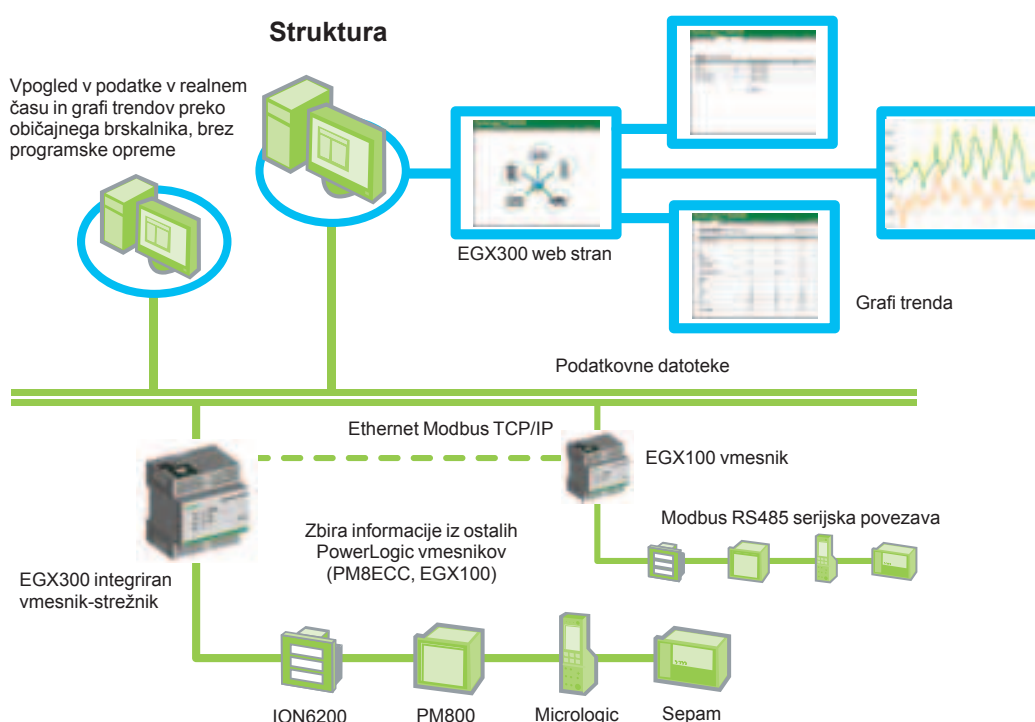 Struktura
Vpogled v podatke v realnem
času in grafi trendov preko
običajnega brskalnika, brez
programske opreme
EGX300 web stran
Grafi trenda
Podatkovne datoteke
Ethernet Modbus TCP/IP
EGX100 vmesnik
Zbira informacije iz ostalih
PowerLogic vmesnikov
(PM8ECC, EGX100)
Modbus RS485 serijska povezava
EGX300 integriran
vmesnik-strežnik
ION6200
PM800
Micrologic
Sepam